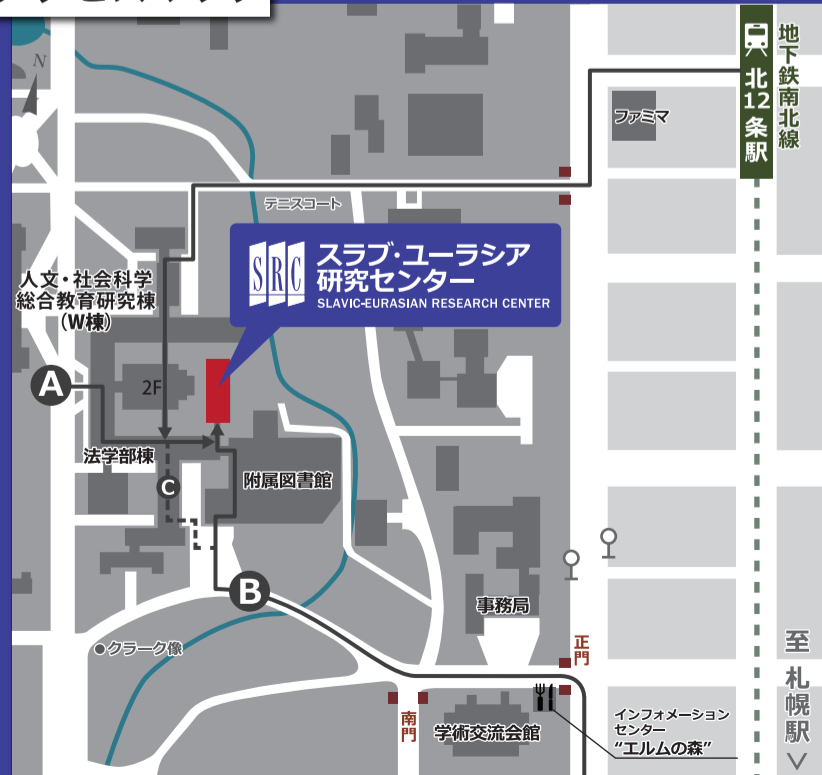 N
地下鉄南北線
北12条駅
ファミマ
テニスコート
SRC
スラブ・ユーラシア
研究センター
SLAVIC-EURASIAN RESEARCH CENTER
人文・社会科学
総合教育研究棟
(W棟)
A
2F
法学部棟
附属図書館
C
B
事務局
正門
●クラーク像
南門
学術交流会館
インフォメーション
センター
“エルムの森”
至札幌駅